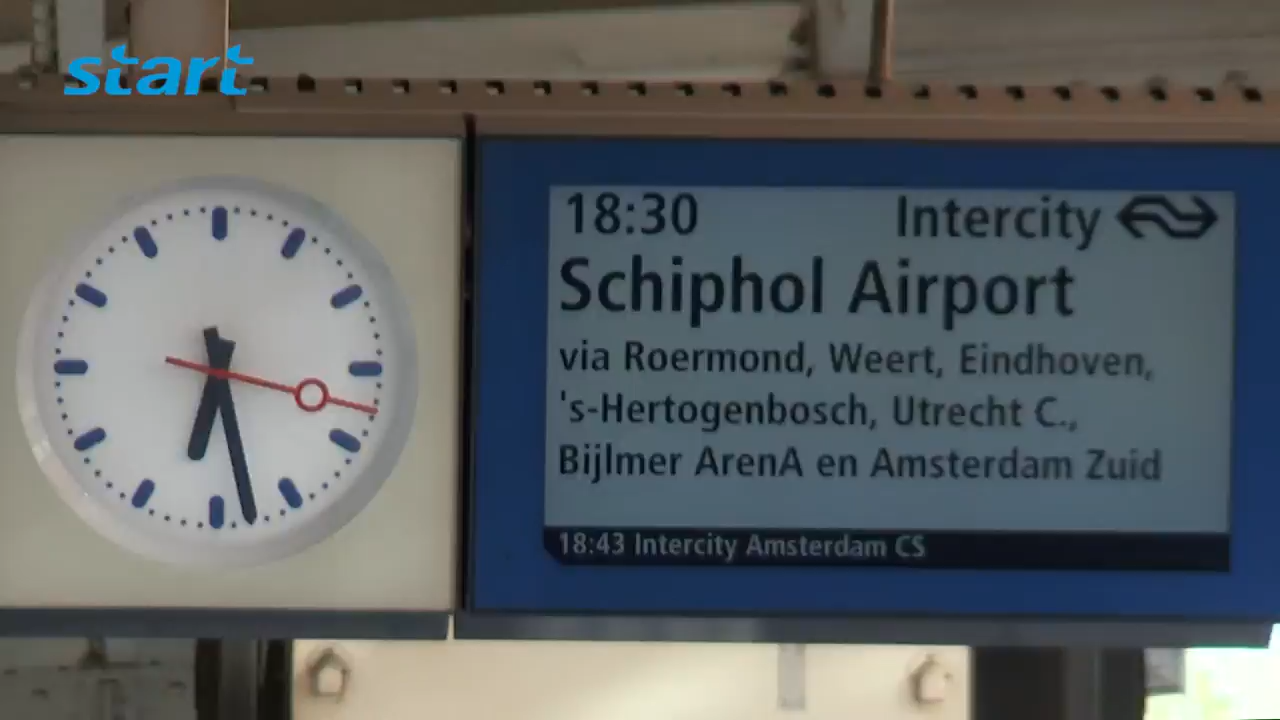 start
18:30 Intercity
Schiphol Airport
via Roermond, Weert, Eindhoven,
's-Hertogenbosch, Utrecht C.,
Bijlmer ArenA en Amsterdam Zuid
18:43 Intercity Amsterdam CS